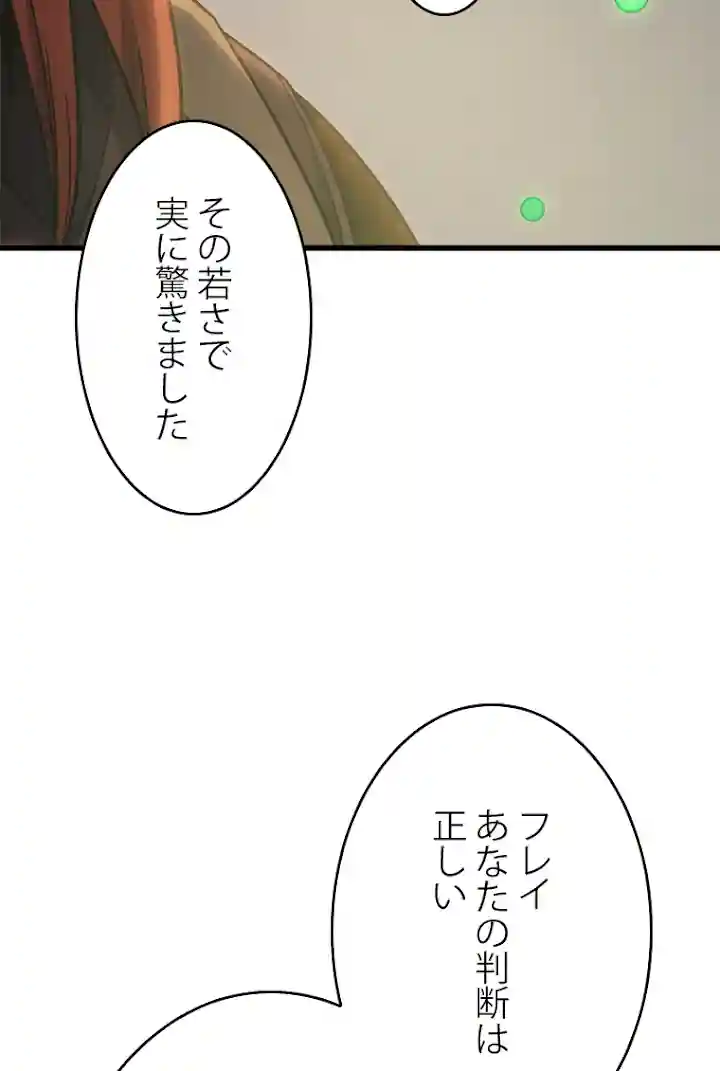 その若さで
実に驚きました
フレイ
あなたの判断は
正しい